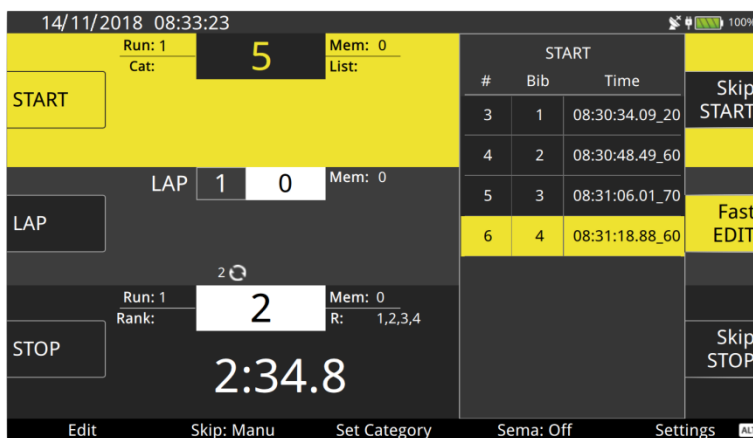 14/11/2018 08:33:23 100%
START
Run: 1 5 Mem: 0
Cat: List:
LAP
LAP 1 0 Mem: 0
2
STOP
Run: 1 2 Mem: 0
Rank: R: 1,2,3,4
2:34.8
START
# Bib Time
3 1 08:30:34.09_20
4 2 08:30:48.49_60
5 3 08:31:06.01_70
6 4 08:31:18.88_60
Skip
START
Fast
EDIT
Skip
STOP
Edit Skip: Manu Set Category Sema: Off Settings ALT